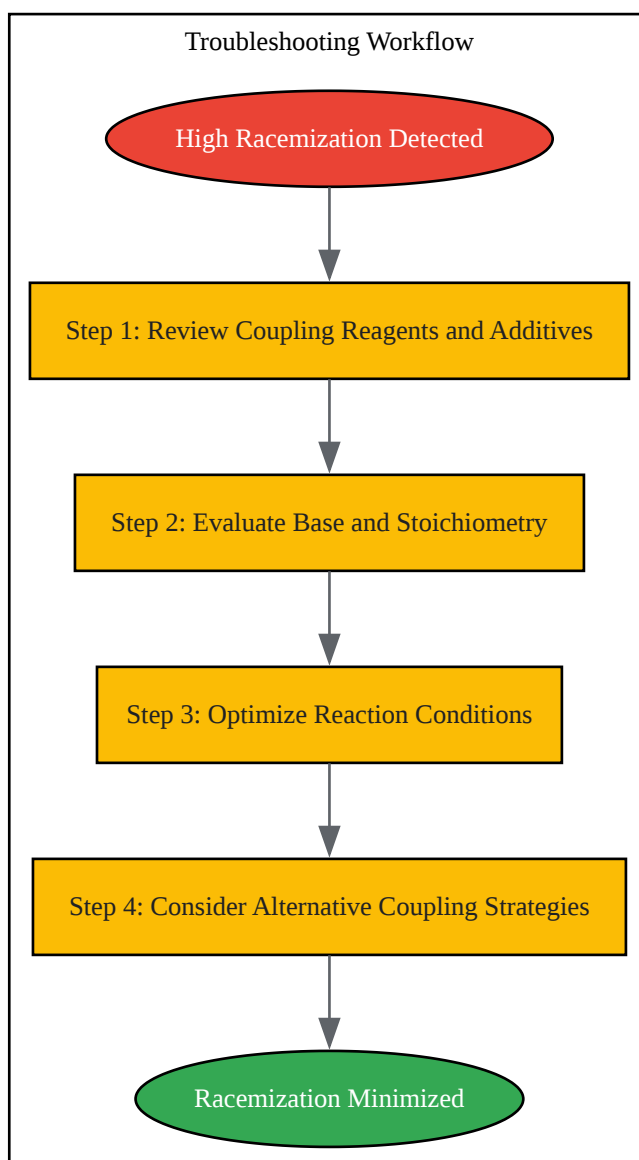 Troubleshooting Workflow
High Racemization Detected
Step 1: Review Coupling Reagents and Additives
Step 2: Evaluate Base and Stoichiometry
Step 3: Optimize Reaction Conditions
Step 4: Consider Alternative Coupling Strategies
Racemization Minimized